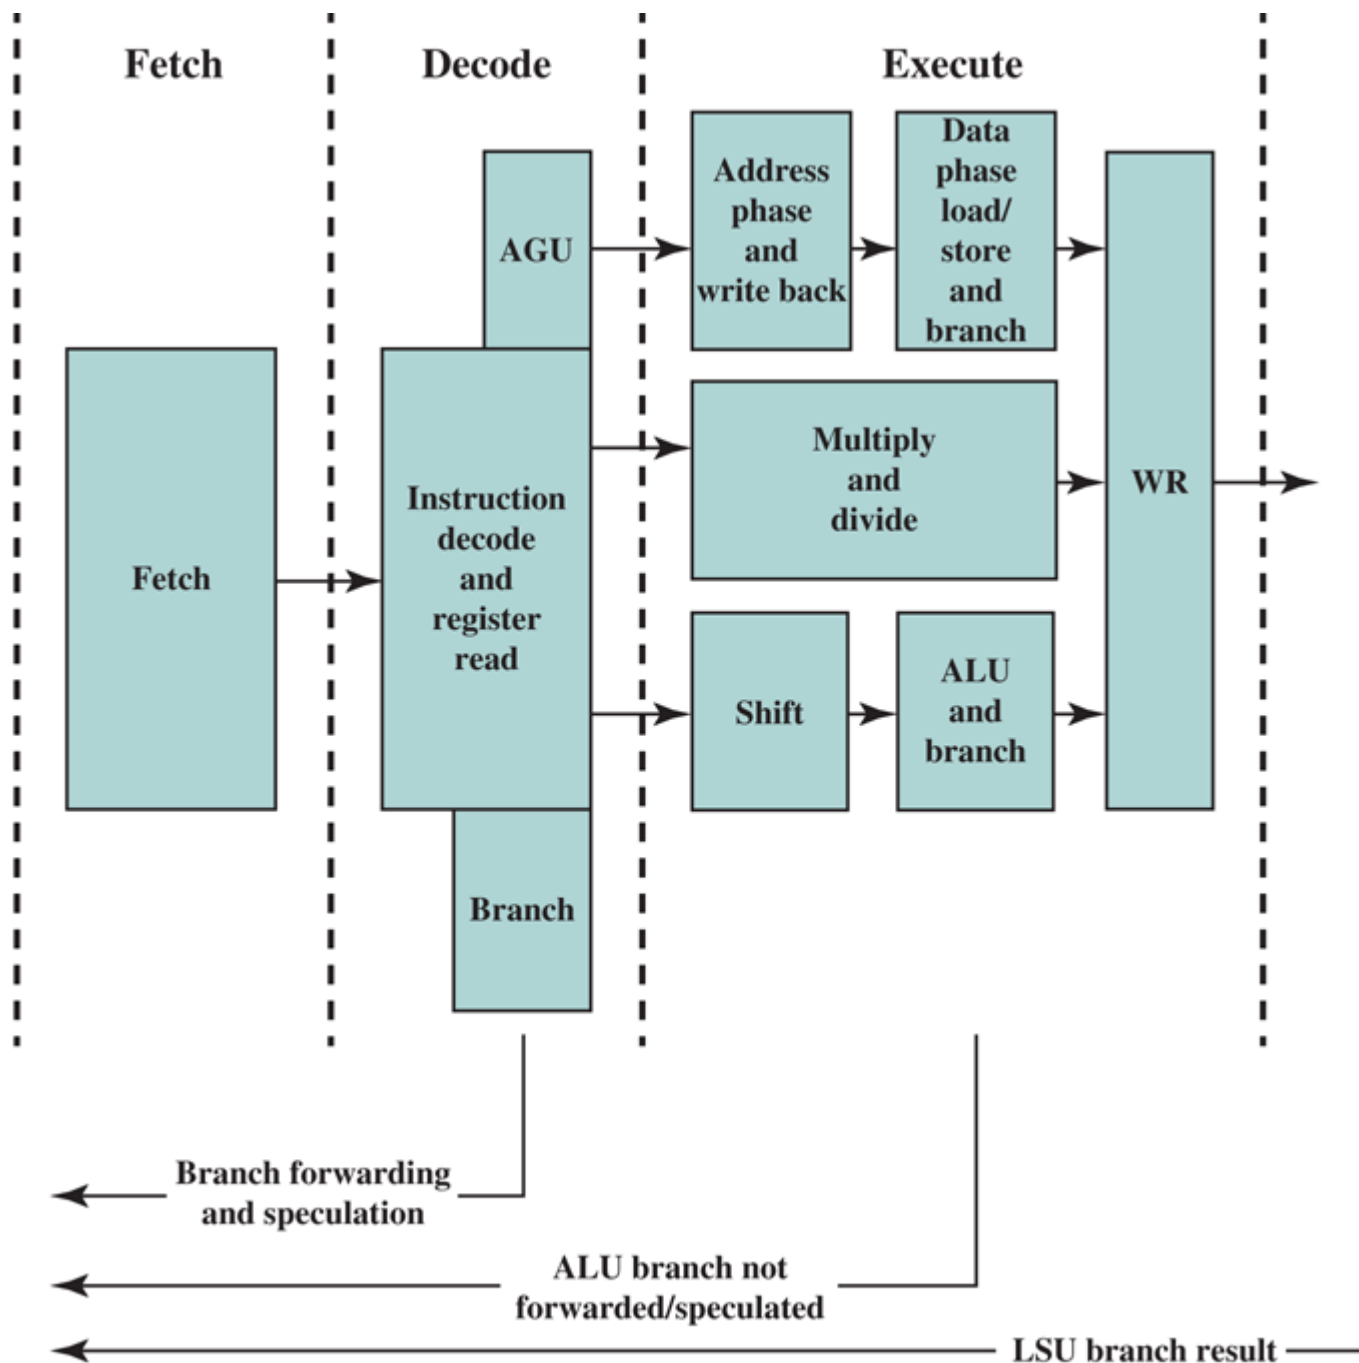 Fetch
Decode
Execute
AGU
Address
phase
and
write back
Data
phase
load/
store
and
branch
Fetch
Instruction
decode
and
register
read
Multiply
and
divide
WR
Shift
ALU
and
branch
Branch
Branch forwarding
and speculation
ALU branch not
forwarded/speculated
LSU branch result